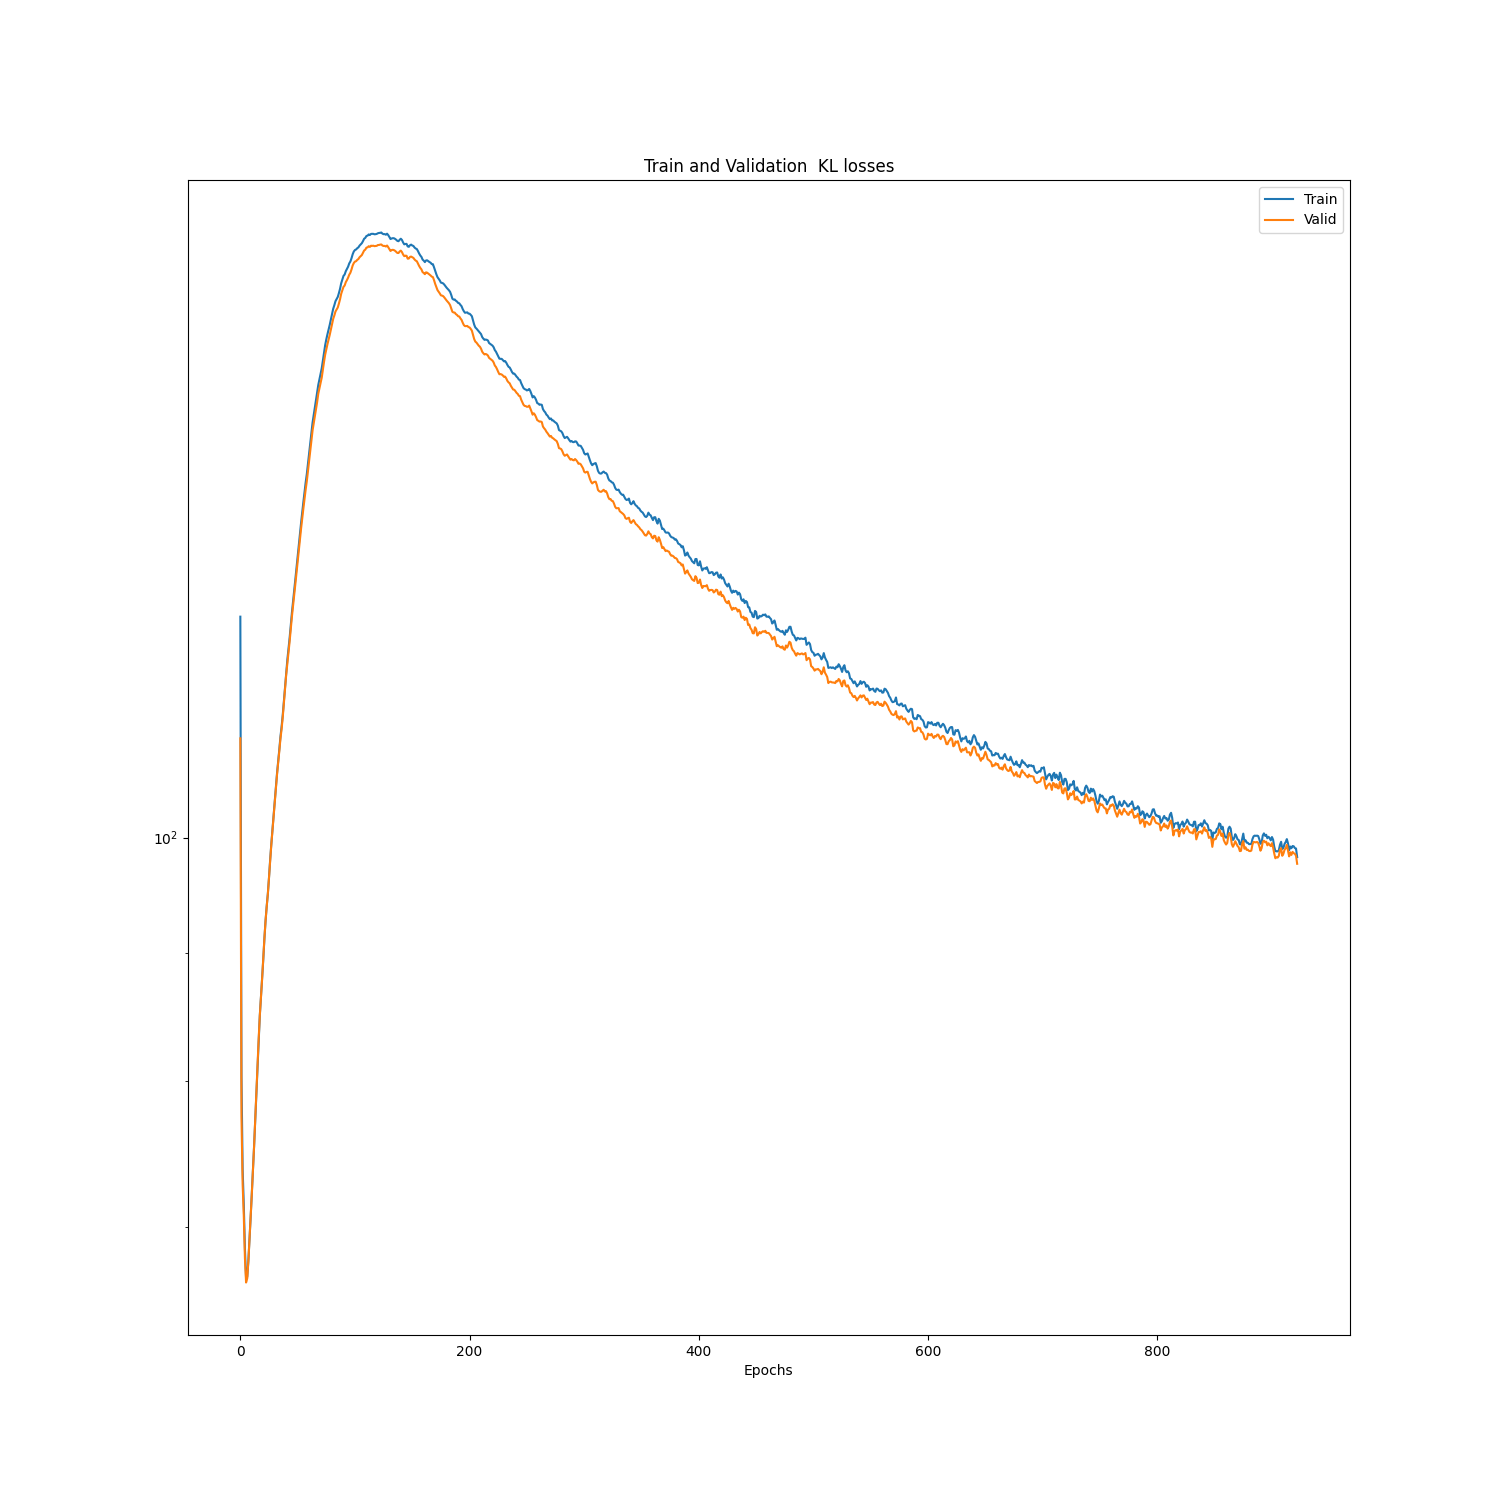 Train and Validation  KL losses
Train
Valid
10²
0 200 400 600 800
Epochs